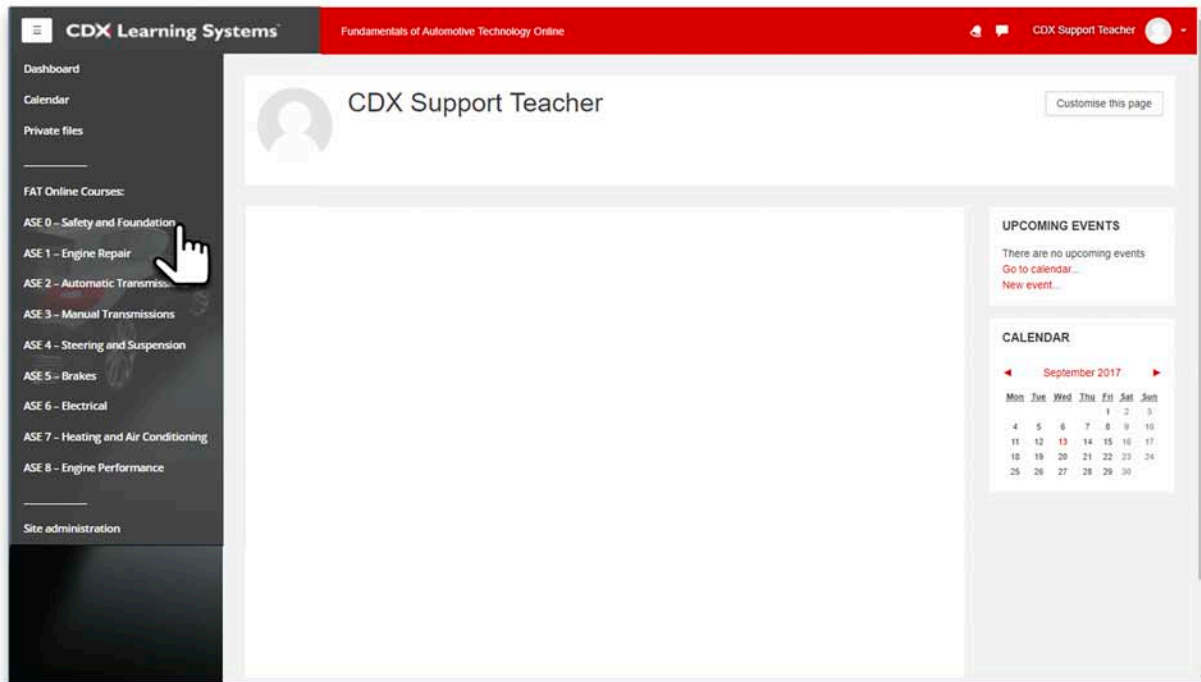 CDX Learning Systems
Fundamentals of Automotive Technology Online
CDX Support Teacher
Dashboard
Calendar
Private files
FAT Online Courses:
ASE 0 – Safety and Foundation
ASE 1 – Engine Repair
ASE 2 – Automatic
ASE 3 – Manual Transmissions
ASE 4 – Steering and Suspension
ASE 5 – Brakes
ASE 6 – Electrical
ASE 7 – Heating and Air Conditioning
ASE 8 – Engine Performance
Site administration
CDX Support Teacher
Customise this page
UPCOMING EVENTS
There are no upcoming events
Go to calendar...
New event...
CALENDAR
◄ September 2017 ►
Mon Tue Wed Thu Fri Sat Sun
1 2 3
4 5 6 7 8 9 10
11 12 13 14 15 16 17
18 19 20 21 22 23 24
25 26 27 28 29 30